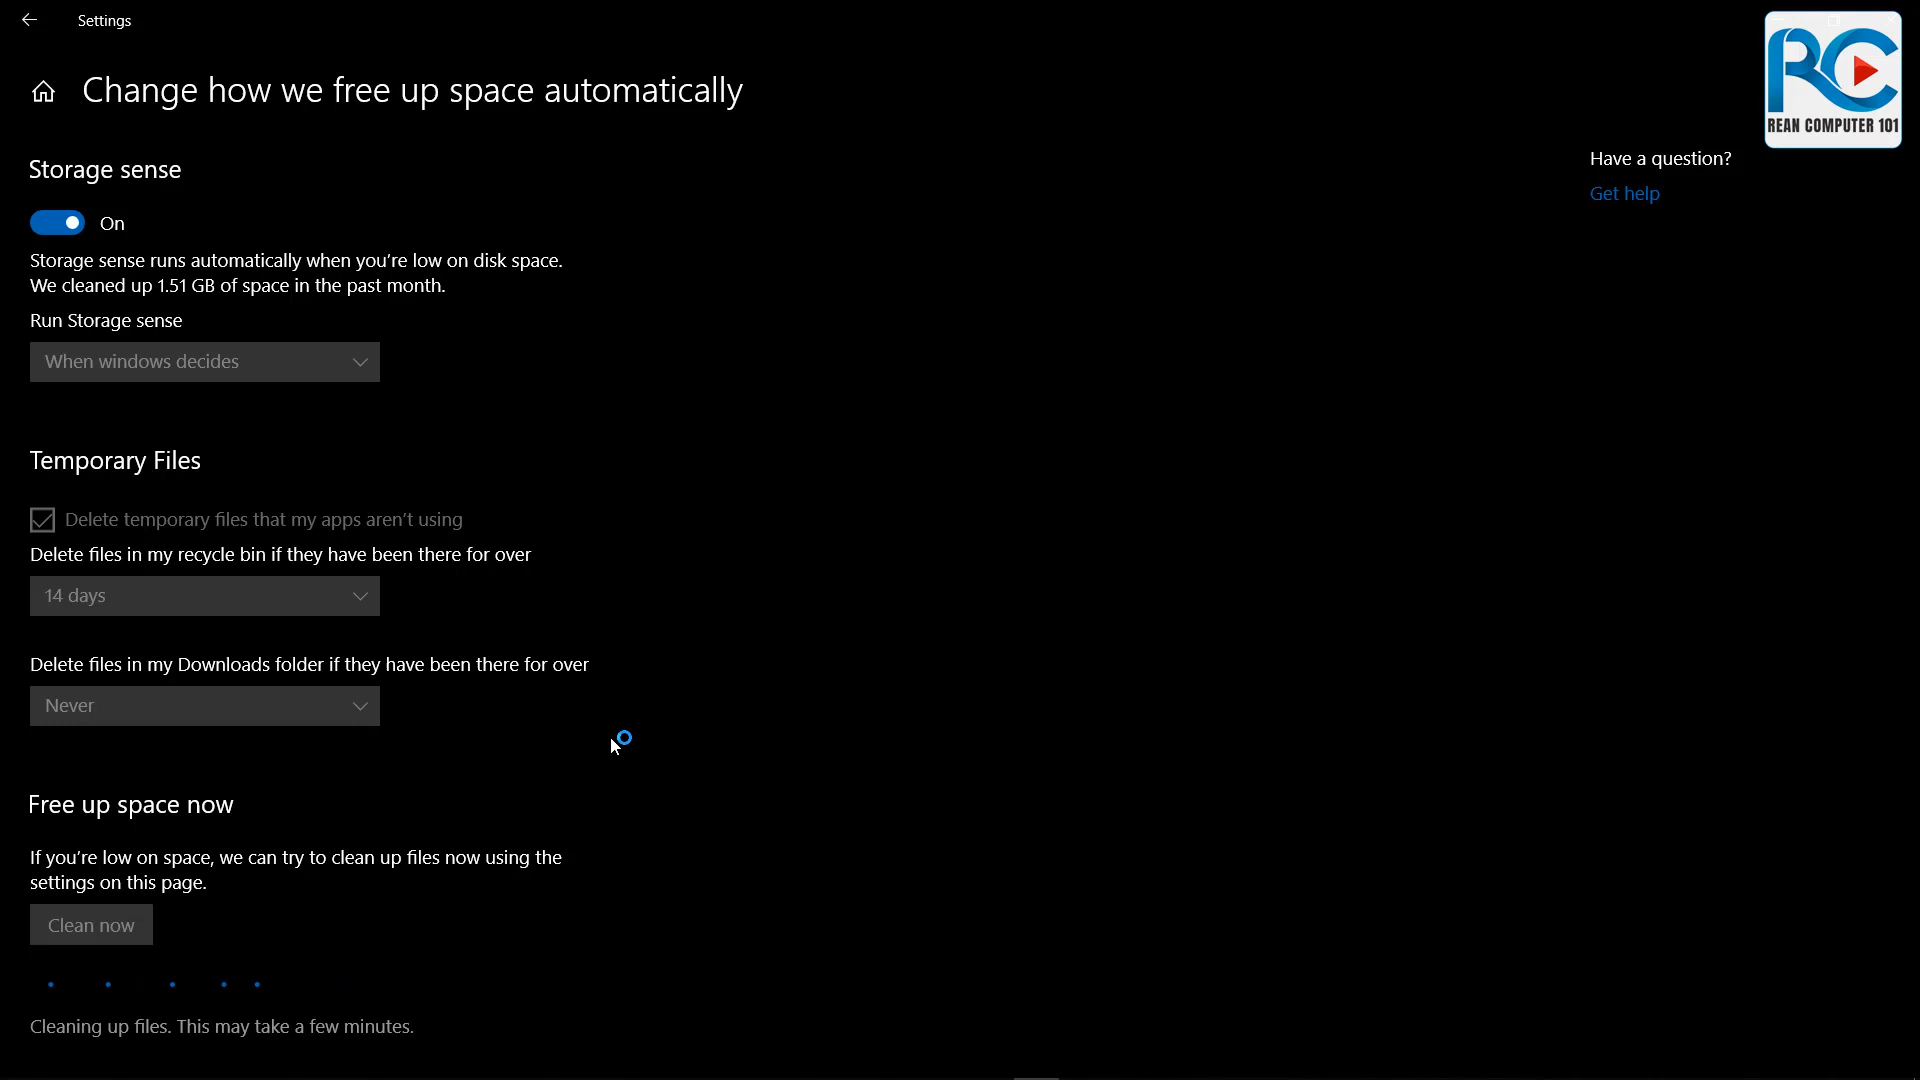 Settings
Change how we free up space automatically
RC
REAN COMPUTER 101
Have a question?
Get help
Storage sense
On
Storage sense runs automatically when you're low on disk space.
We cleaned up 1.51 GB of space in the past month.
Run Storage sense
When windows decides
Temporary Files
Delete temporary files that my apps aren't using
Delete files in my recycle bin if they have been there for over
14 days
Delete files in my Downloads folder if they have been there for over
Never
Free up space now
If you're low on space, we can try to clean up files now using the
settings on this page.
Clean now
Cleaning up files. This may take a few minutes.